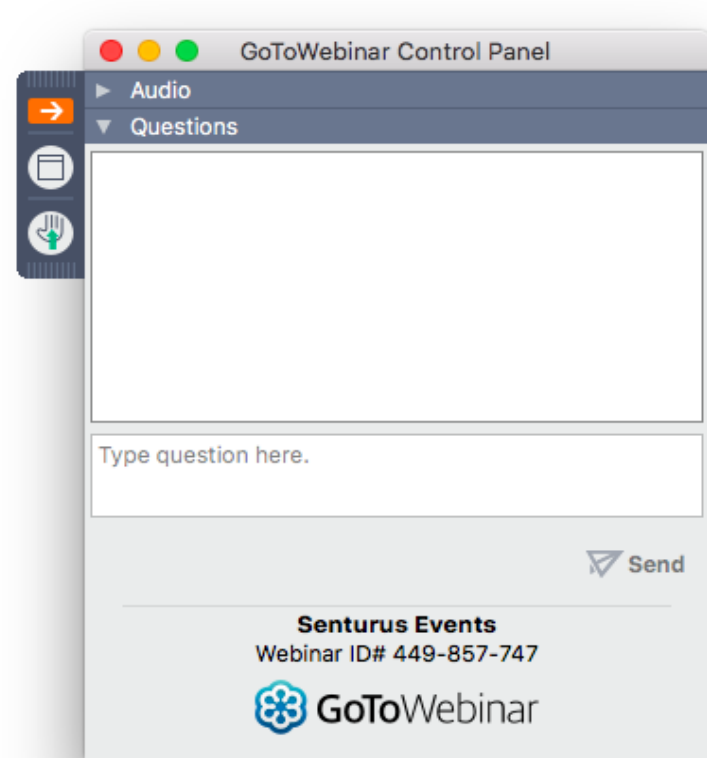 GoToWebinar Control Panel
Audio
Questions
Type question here.
Send
Senturus Events
Webinar ID# 449-857-747
GoToWebinar